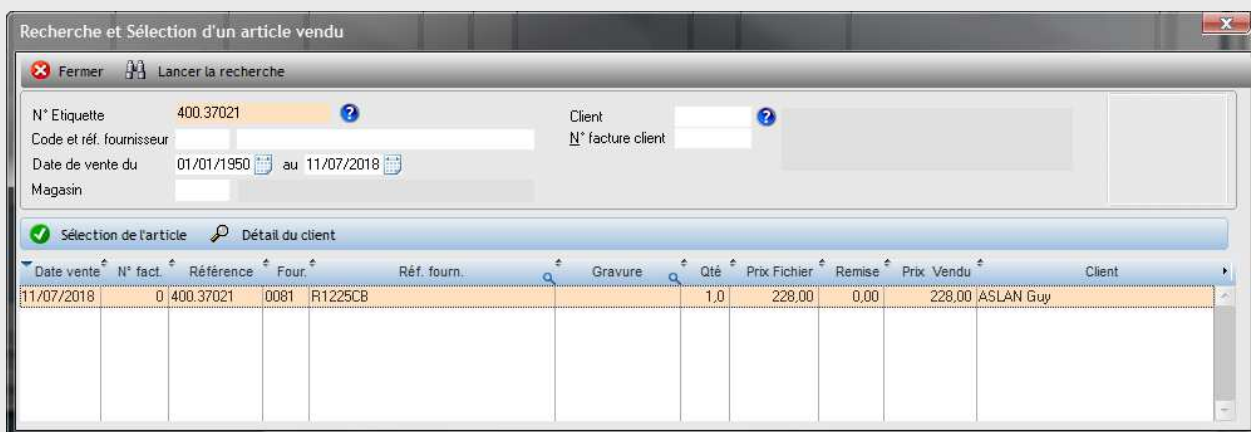 Recherche et Sélection d'un article vendu
Fermer Lancer la recherche
N° Etiquette 400.37021 Client
Code et réf. fournisseur N° facture client
Date de vente du 01/01/1950 au 11/07/2018
Magasin
Sélection de l'article Détail du client
Date vente N° fact. Référence Four. Réf. fourn. Gravure Qté Prix Fichier Remise Prix Vendu Client
11/07/2018 0 400.37021 0081 R1225CB 1,0 228,00 0,00 228,00 ASLAN Guy